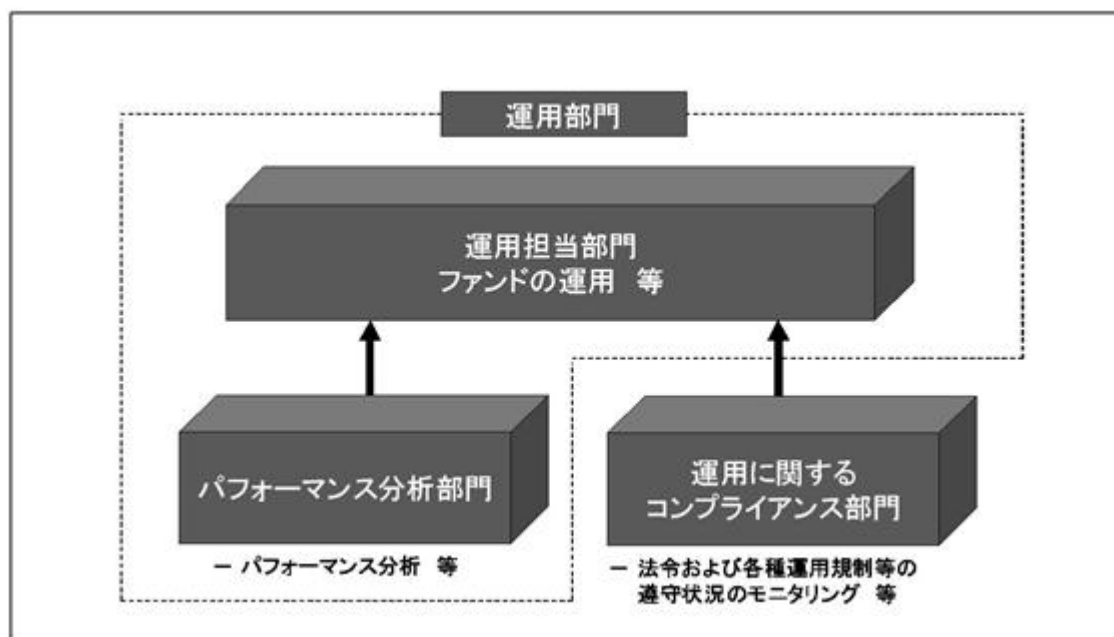 運用部門
運用担当部門
ファンドの運用　等
パフォーマンス分析部門
－ パフォーマンス分析　等
運用に関する
コンプライアンス部門
－ 法令および各種運用規制等の
遵守状況のモニタリング　等